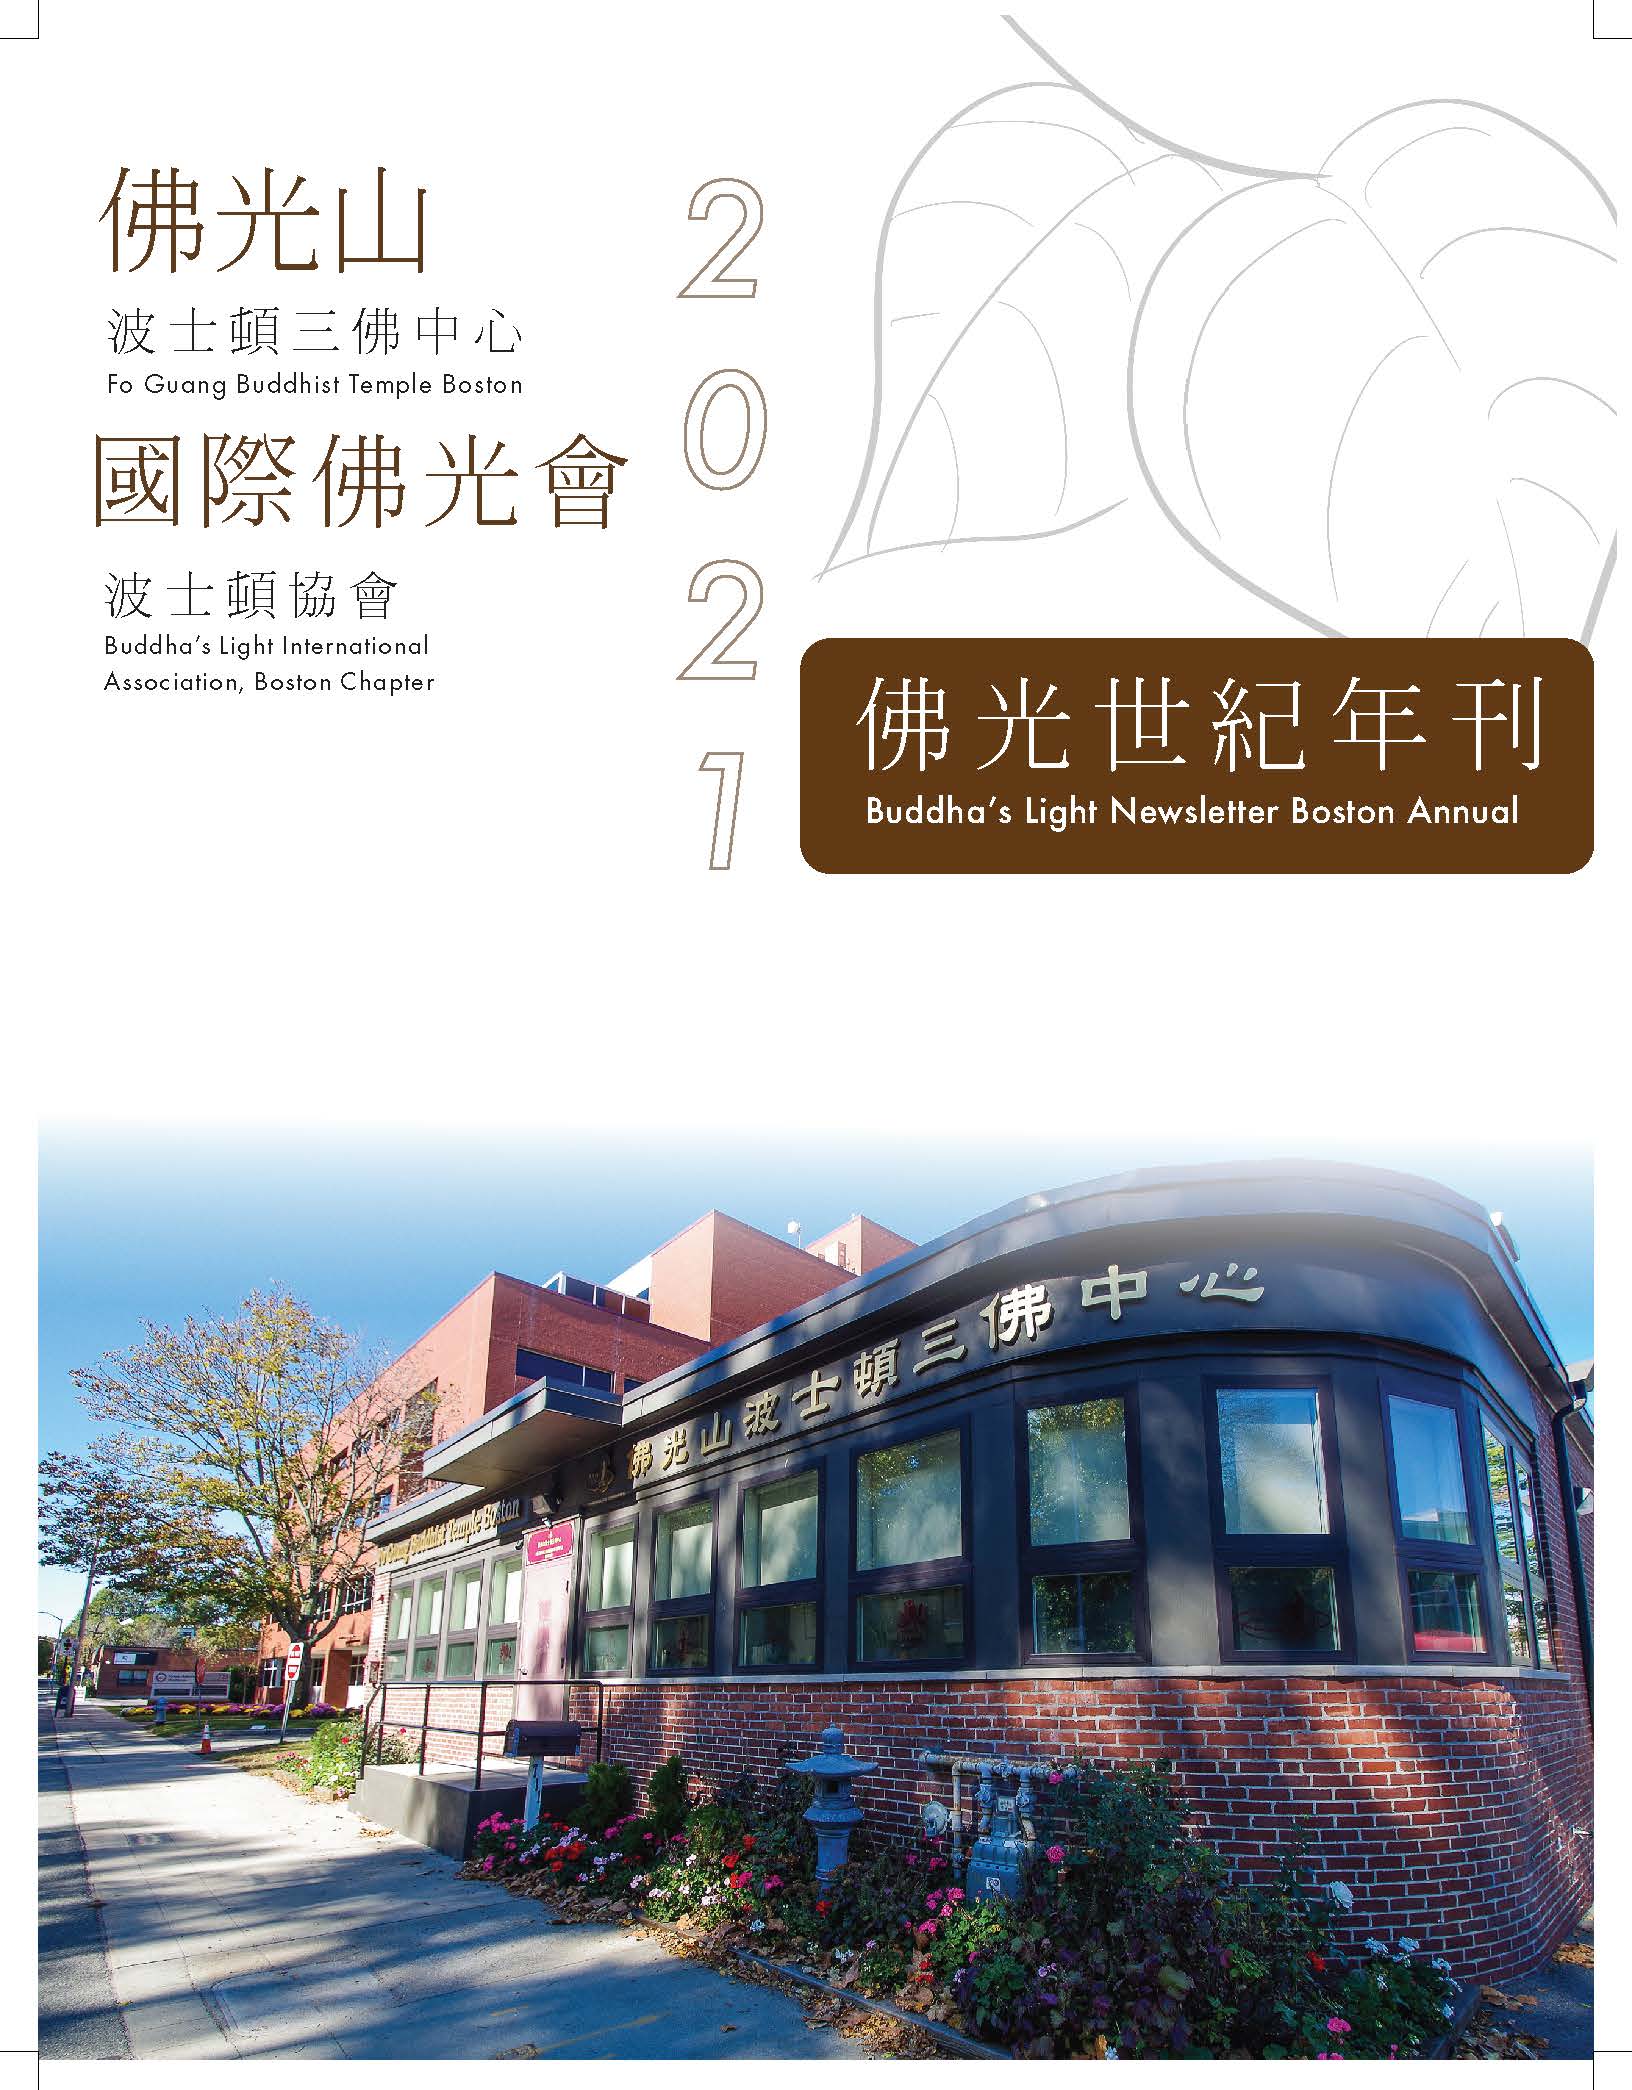 佛光山
波士頓三佛中心
Fo Guang Buddhist Temple Boston
國際佛光會
波士頓協會
Buddha's Light International
Association, Boston Chapter
2021
佛光世紀年刊
Buddha's Light Newsletter Boston Annual
佛光山波士頓三佛中心
Fo Guang Buddhist Temple Boston